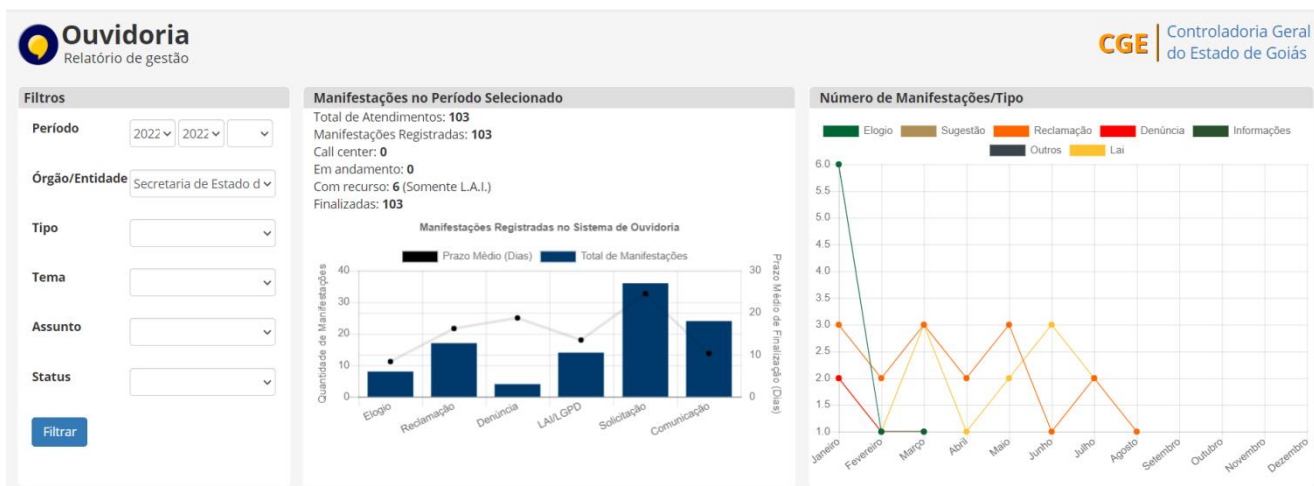 Ouvidoria
Relatório de gestão
CGE
Controladoria Geral
do Estado de Goiás
Filtros
Período
2022 2022
Órgão/Entidade
Secretaria de Estado d
Tipo
Tema
Assunto
Status
Filtrar
Manifestações no Período Selecionado
Total de Atendimentos: 103
Manifestações Registradas: 103
Call center: 0
Em andamento: 0
Com recurso: 6 (Somente L.A.I.)
Finalizadas: 103
Manifestações Registradas no Sistema de Ouvidoria
Prazo Médio (Dias) Total de Manifestações
Quantidade de Manifestações
40
30
20
10
0
Prazo Médio de Finalização (Dias)
30
20
10
0
Elogio Reclamação Denúncia LAI/LGPD Solicitação Comunicação
Número de Manifestações/Tipo
Elogio Sugestão Reclamação Denúncia Informações
Outros Lai
6.0
5.5
5.0
4.5
4.0
3.5
3.0
2.5
2.0
1.5
1.0
Janeiro Fevereiro Março Abril Maio Junho Julho Agosto Setembro Outubro Novembro Dezembro